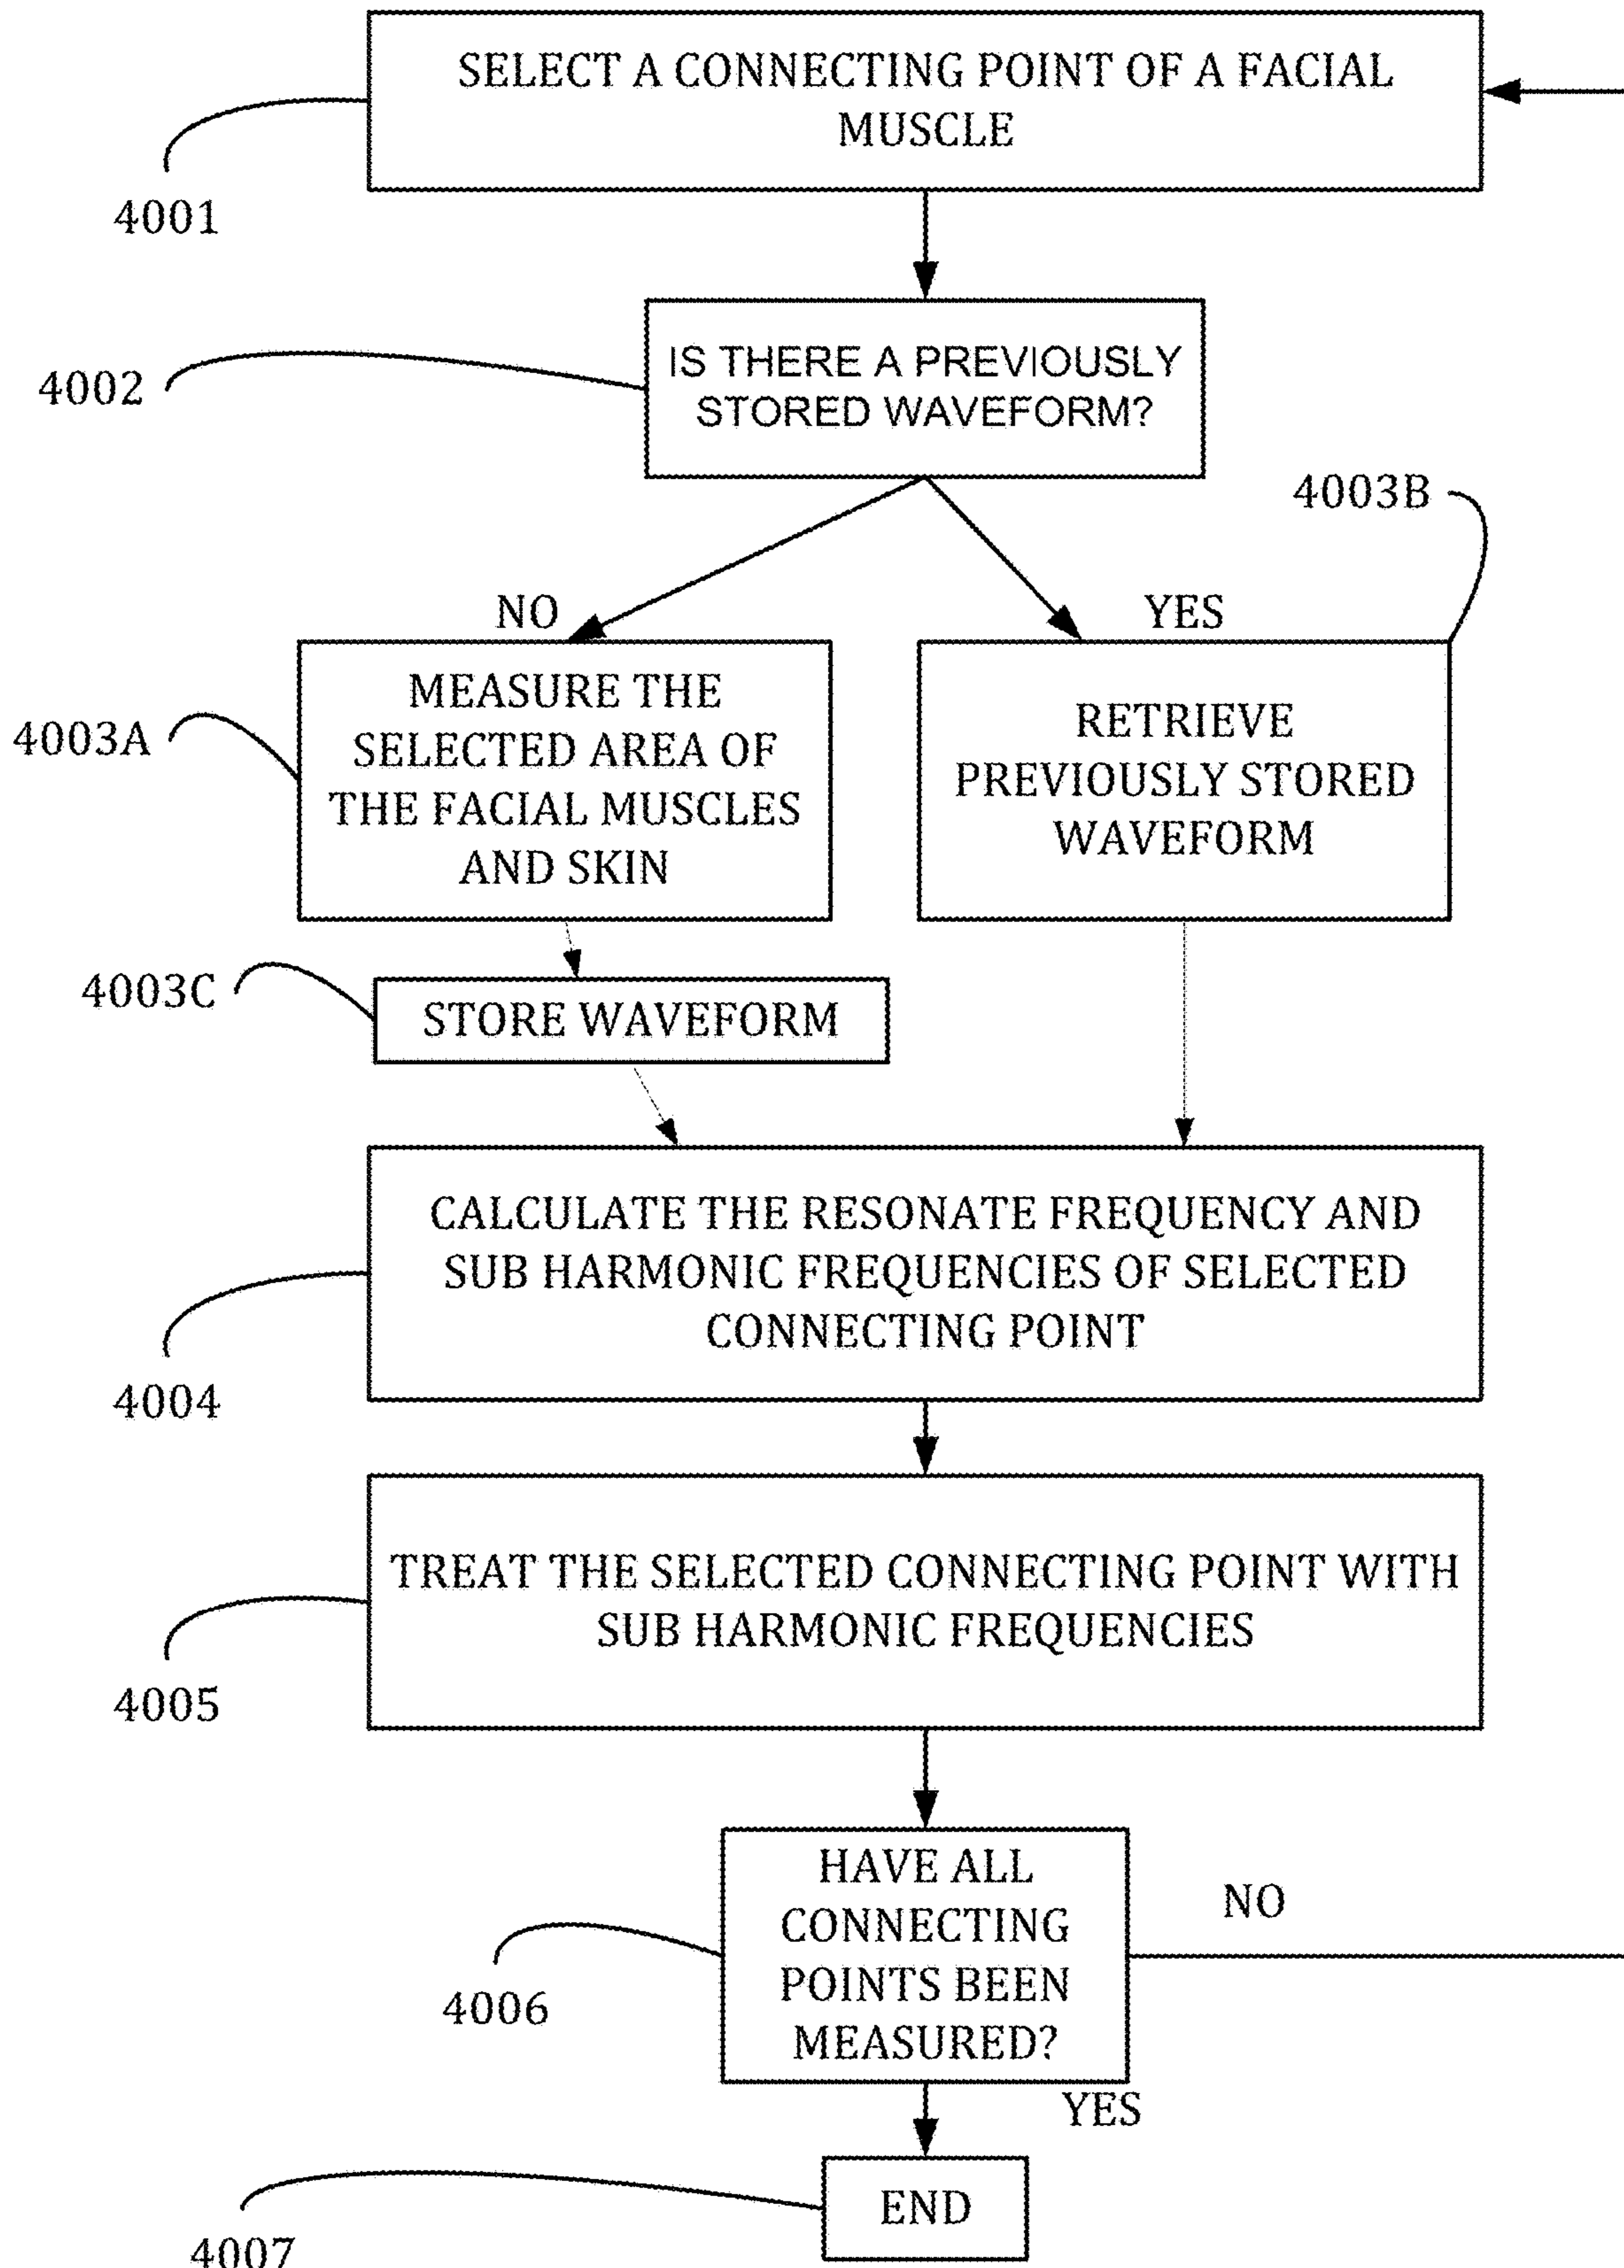 SELECT A CONNECTING POINT OF A FACIAL
MUSCLE
4001
IS THERE A PREVIOUSLY
STORED WAVEFORM?
4002
4003B
NO
YES
MEASURE THE
SELECTED AREA OF
THE FACIAL MUSCLES
AND SKIN
4003A
RETRIEVE
PREVIOUSLY STORED
WAVEFORM
4003C
STORE WAVEFORM
CALCULATE THE RESONATE FREQUENCY AND
SUB HARMONIC FREQUENCIES OF SELECTED
CONNECTING POINT
4004
TREAT THE SELECTED CONNECTING POINT WITH
SUB HARMONIC FREQUENCIES
4005
HAVE ALL
CONNECTING
POINTS BEEN
MEASURED?
NO
4006
YES
END
4007